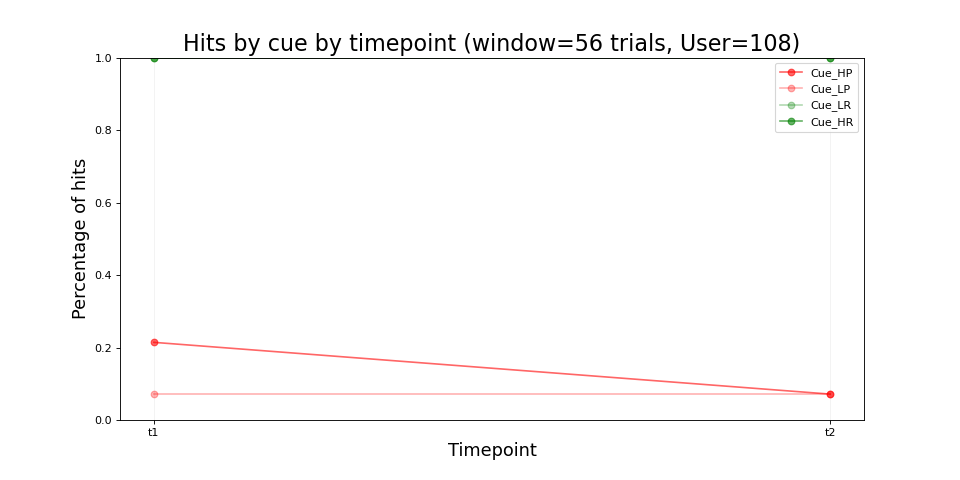 Hits by cue by timepoint (window=56 trials, User=108)
1.0
0.8
0.6
0.4
0.2
0.0
Percentage of hits
Cue_HP
Cue_LP
Cue_LR
Cue_HR
t1
t2
Timepoint